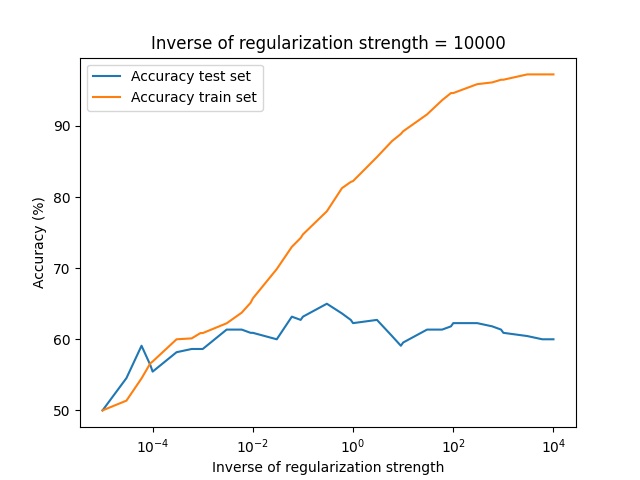 Inverse of regularization strength = 10000
Accuracy test set
Accuracy train set
Accuracy (%)
90
80
70
60
50
10⁻⁴
10⁻²
10⁰
10²
10⁴
Inverse of regularization strength